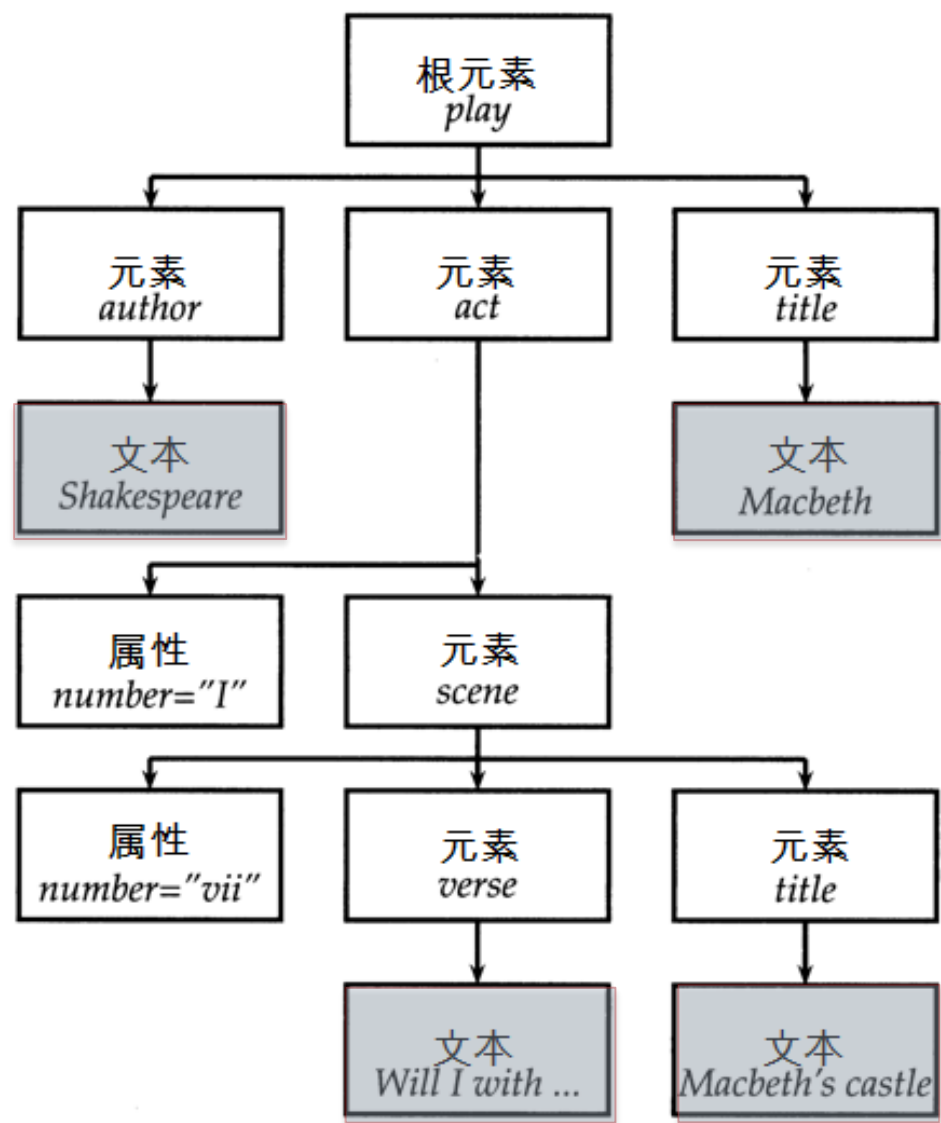 根元素
play
元素
author
元素
act
元素
title
文本
Shakespeare
文本
Macbeth
属性
number="I"
元素
scene
属性
number="vii"
元素
verse
元素
title
文本
Will I with ...
文本
Macbeth's castle